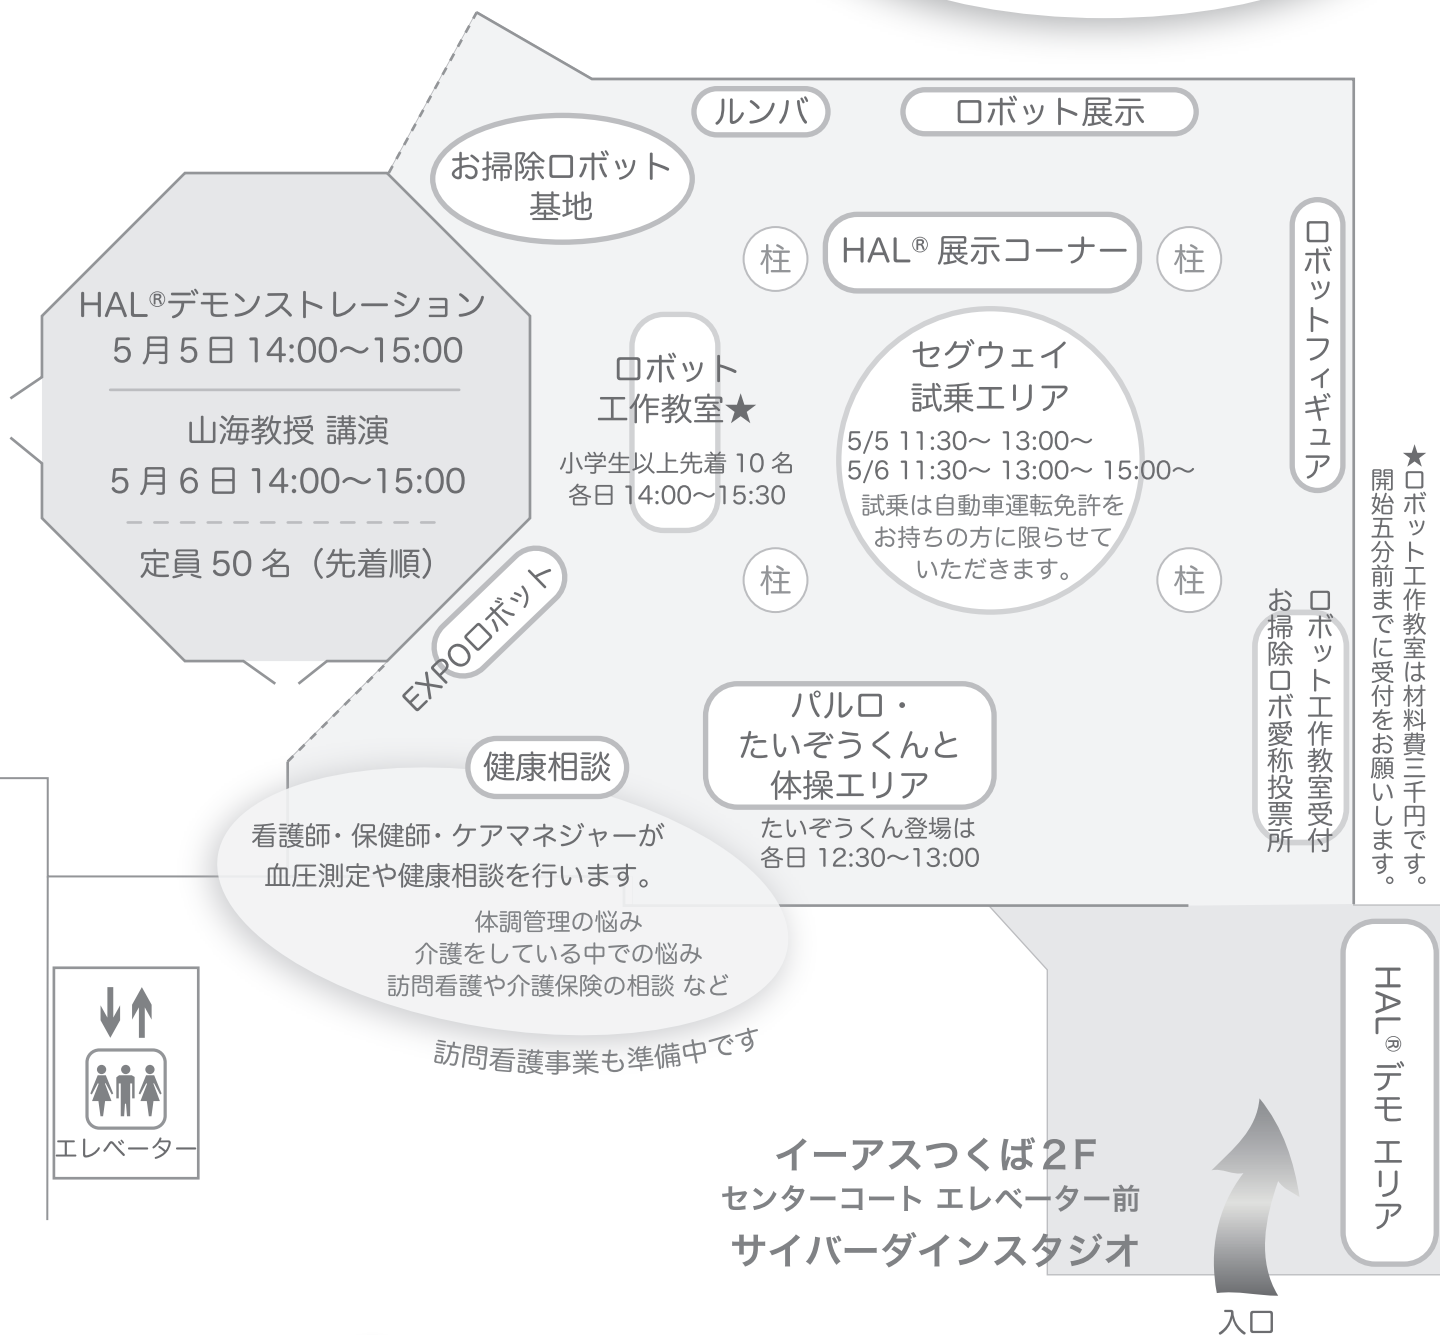 ルンバ
ロボット展示
お掃除ロボット
基地
柱
HAL® 展示コーナー
柱
ロボットフィギュア
HAL®デモンストレーション
5 月 5 日 14:00〜15:00
山海教授 講演
5 月 6 日 14:00〜15:00
定員 50 名（先着順）
ロボット
工作教室★
小学生以上先着 10 名
各日 14:00〜15:30
セグウェイ
試乗エリア
5/5 11:30〜 13:00〜
5/6 11:30〜 13:00〜 15:00〜
試乗は自動車運転免許を
お持ちの方に限らせて
いただきます。
柱
柱
★ロボット工作教室は材料費三千円です。
開始五分前までに受付をお願いします。
EXPOロボット
ロボット工作教室受付
お掃除ロボ愛称投票所
パルロ・
たいぞうくんと
体操エリア
たいぞうくん登場は
各日 12:30〜13:00
健康相談
看護師・保健師・ケアマネジャーが
血圧測定や健康相談を行います。
体調管理の悩み
介護をしている中での悩み
訪問看護や介護保険の相談 など
訪問看護事業も準備中です
エレベーター
HAL®デモ エリア
イーアスつくば２F
センターコート エレベーター前
サイバーダインスタジオ
入口